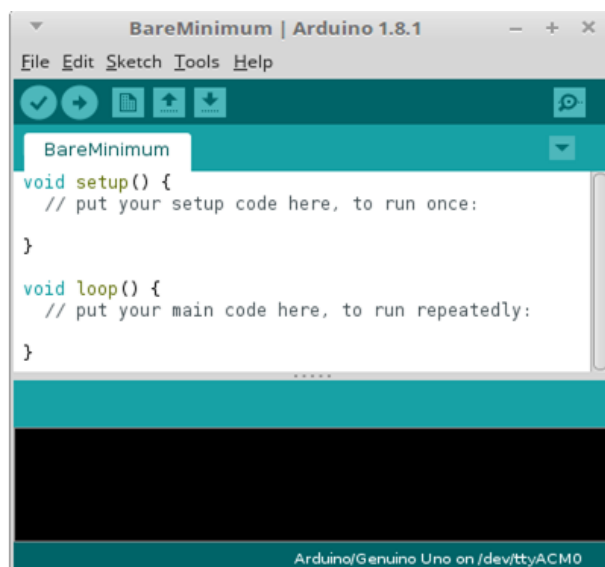 BareMinimum | Arduino 1.8.1
File Edit Sketch Tools Help
BareMinimum
void setup() {
  // put your setup code here, to run once:
}
void loop() {
  // put your main code here, to run repeatedly:
}
Arduino/Genuino Uno on /dev/ttyACM0